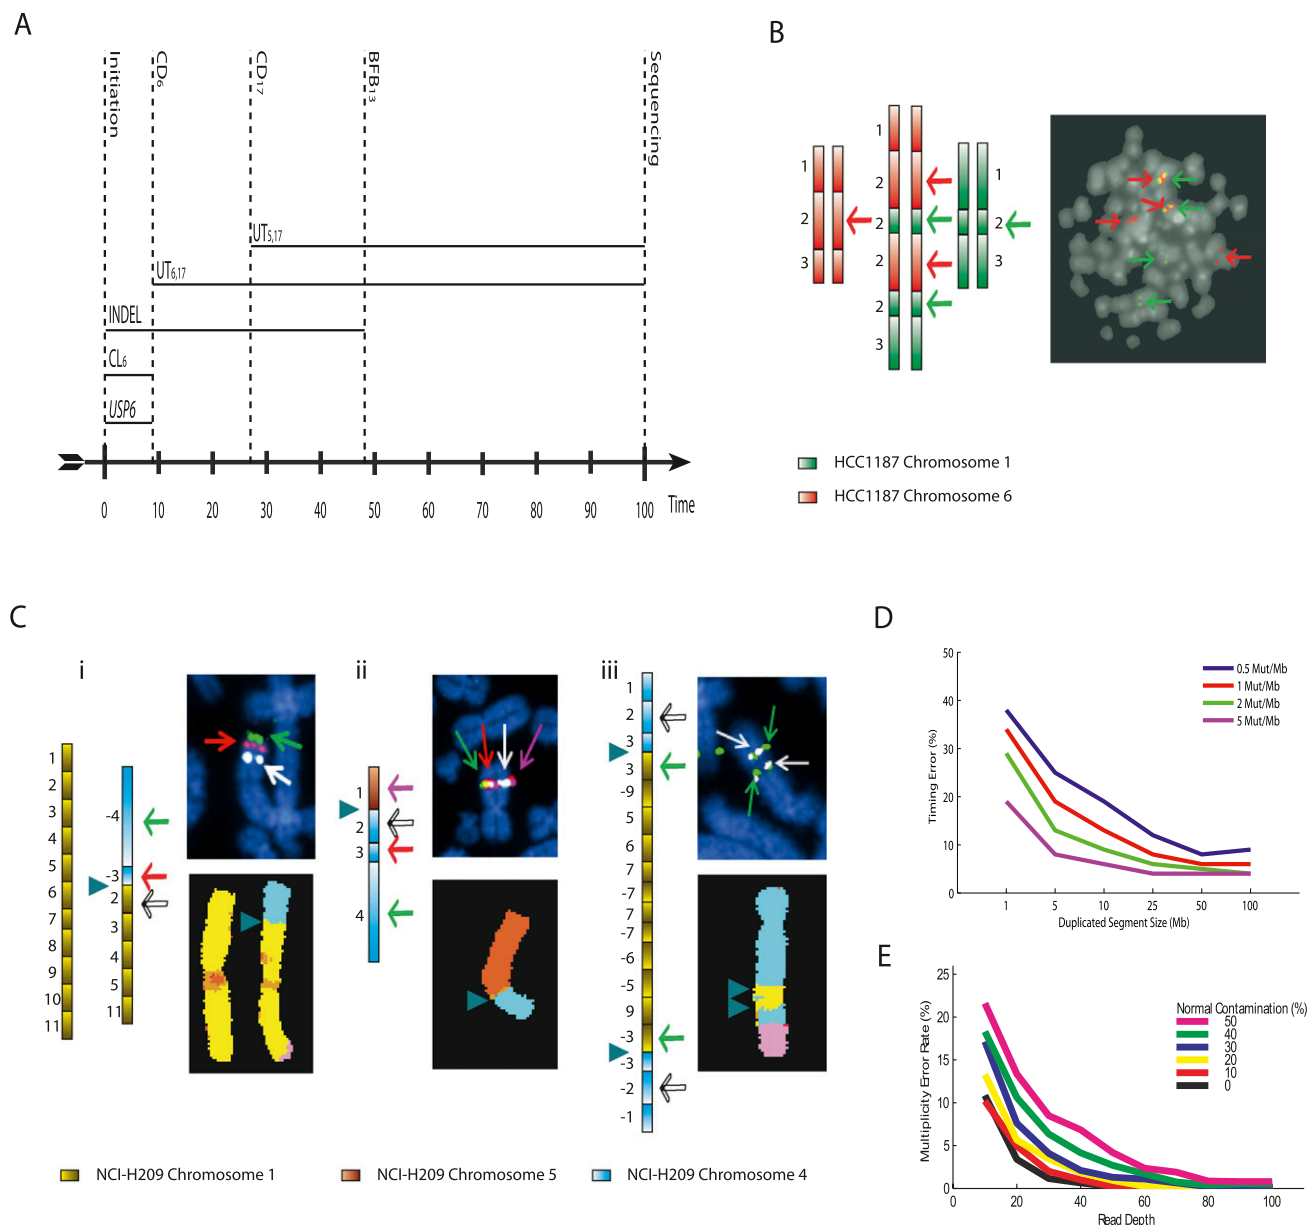 A
Initiation
CD6
CD17
BFB13
Sequencing
UT5,17
UT6,17
INDEL
CL6
USP6
0 10 20 30 40 50 60 70 80 90 100 Time
B
1
2
3
1
2
2
2
2
3
1
2
3
HCC1187 Chromosome 1
HCC1187 Chromosome 6
C
i
1
2
3
4
5
6
7
8
9
10
11
-4
-3
2
3
4
5
11
ii
1
2
3
4
iii
1
2
3
3
-9
5
6
7
-7
7
-7
-6
-5
9
-3
-3
-2
-1
NCI-H209 Chromosome 1
NCI-H209 Chromosome 5
NCI-H209 Chromosome 4
D
Timing Error (%)
50
40
30
20
10
0
0.5 Mut/Mb
1 Mut/Mb
2 Mut/Mb
5 Mut/Mb
1 5 10 25 50 100
Duplicated Segment Size (Mb)
E
Multiplicity Error Rate (%)
25
20
15
10
5
0
Normal Contamination (%)
50
40
30
20
10
0
0 20 40 60 80 100
Read Depth